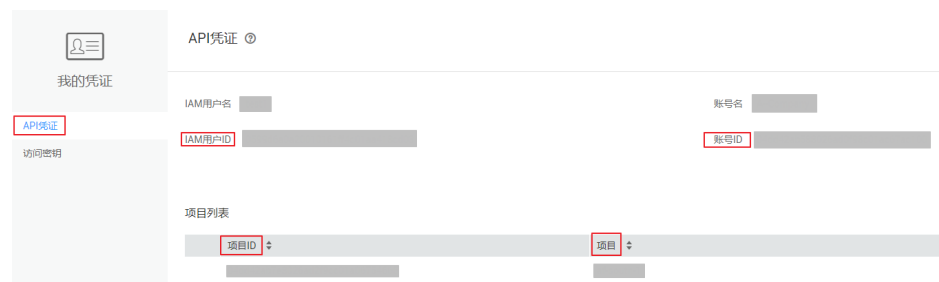 我的凭证
API凭证
访问密钥
API凭证 ?
IAM用户名
账号名
IAM用户ID
账号ID
项目列表
项目ID 项目